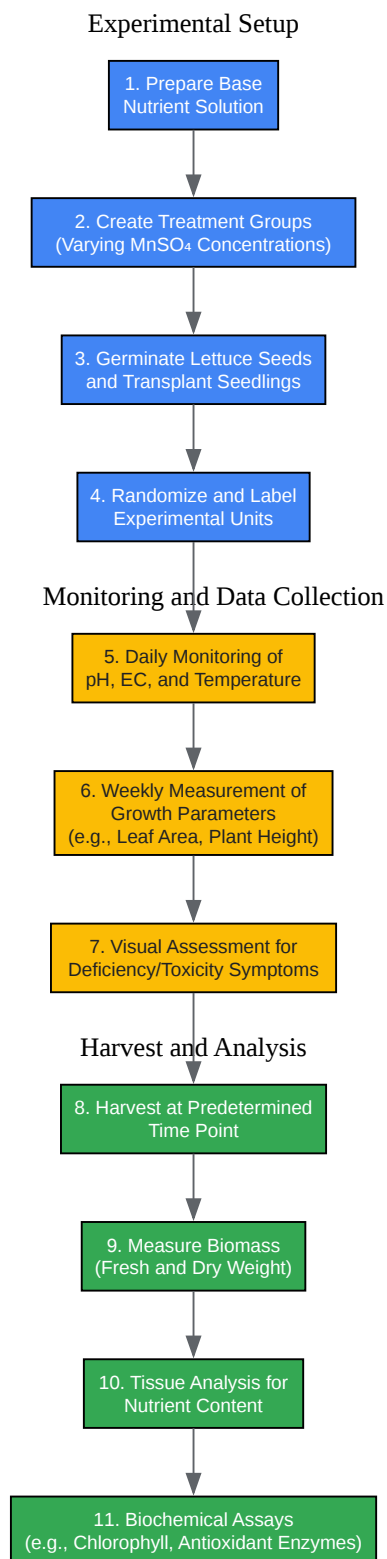 Experimental Setup
1. Prepare Base
Nutrient Solution
2. Create Treatment Groups
(Varying MnSO₄ Concentrations)
3. Germinate Lettuce Seeds
and Transplant Seedlings
4. Randomize and Label
Experimental Units
Monitoring and Data Collection
5. Daily Monitoring of
pH, EC, and Temperature
6. Weekly Measurement of
Growth Parameters
(e.g., Leaf Area, Plant Height)
7. Visual Assessment for
Deficiency/Toxicity Symptoms
Harvest and Analysis
8. Harvest at Predetermined
Time Point
9. Measure Biomass
(Fresh and Dry Weight)
10. Tissue Analysis for
Nutrient Content
11. Biochemical Assays
(e.g., Chlorophyll, Antioxidant Enzymes)